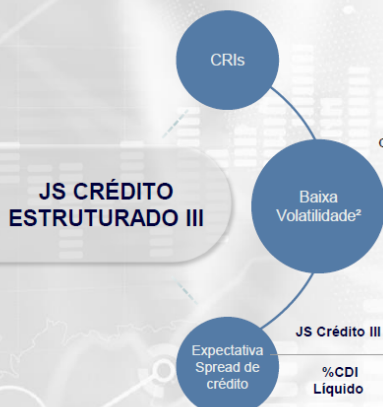 CRIs
JS CRÉDITO
ESTRUTURADO III
Baixa
Volatilidade²
Expectativa
Spread de
crédito
JS Crédito III
%CDI
Líquido